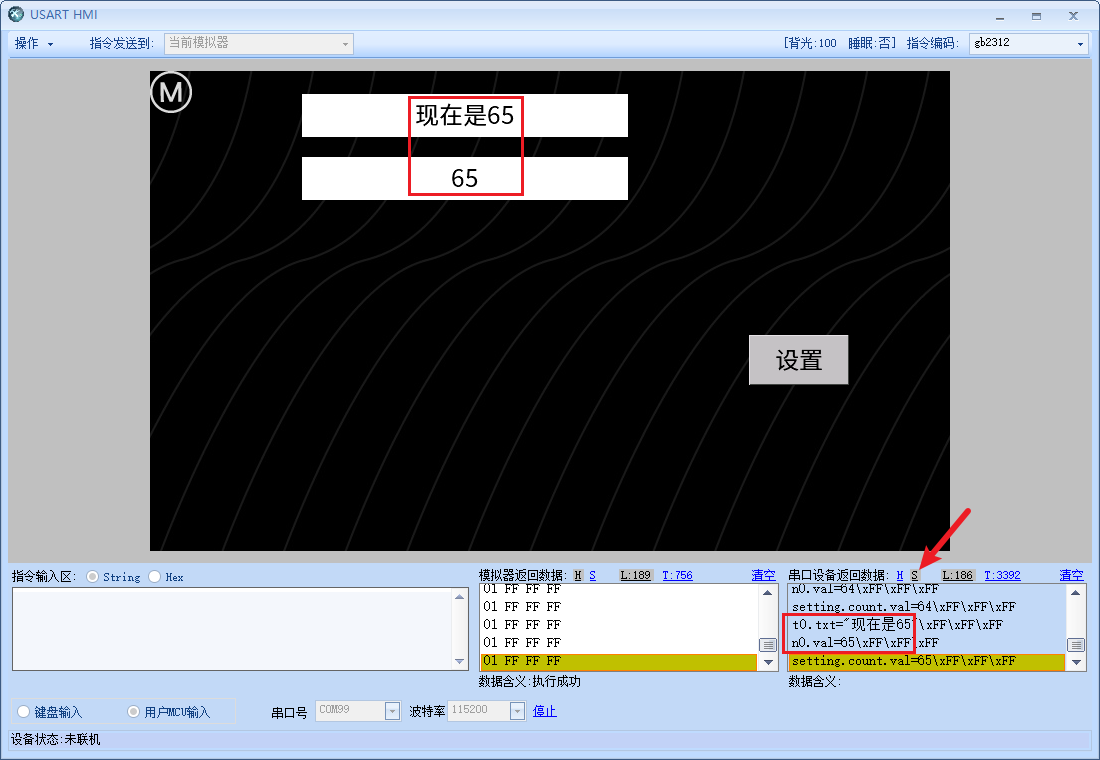 USART HMI
操作 指令发送到: 当前模拟器 [背光:100 睡眠:否] 指令编码: gb2312
M
现在是65
65
设置
指令输入区: String Hex
模拟器返回数据: H S L:189 T:756 清空
01 FF FF FF
01 FF FF FF
01 FF FF FF
01 FF FF FF
01 FF FF FF
数据含义:执行成功
串口设备返回数据: H S L:186 T:3392 清空
n0.val=64\xFF\xFF\xFF
setting.count.val=64\xFF\xFF\xFF
t0.txt="现在是65"\xFF\xFF\xFF
n0.val=65\xFF\xFF\xFF
setting.count.val=65\xFF\xFF\xFF
数据含义:
键盘输入 用户MCU输入 串口号 COM99 波特率 115200 停止
设备状态:未联机